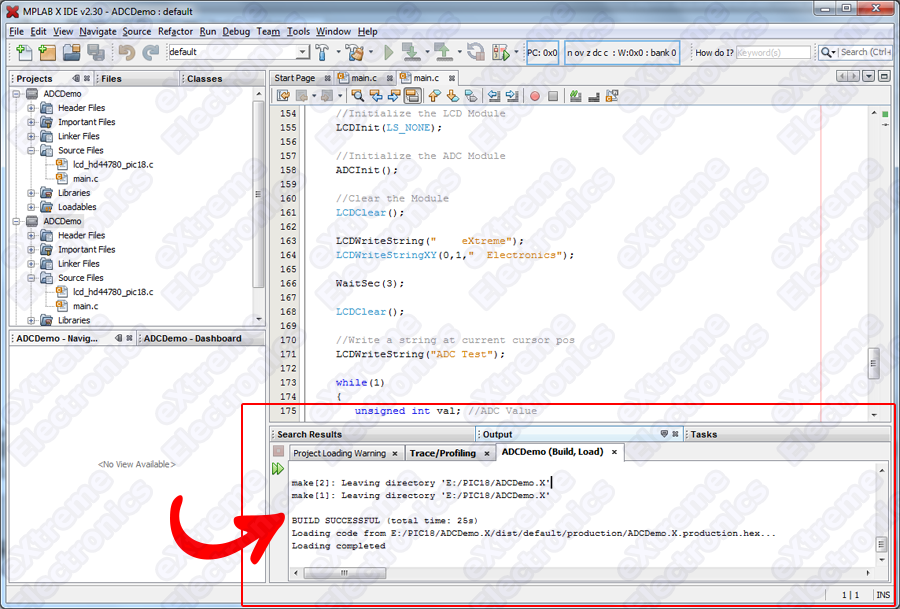 MPLAB X IDE v2.30 - ADCDemo : default
File Edit View Navigate Source Refactor Run Debug Team Tools Window Help
default
PC: 0x0
n ov z dc c : W:0x0 : bank 0
How do I? Keyword(s)
Search (Ctrl+
Projects
Files
Classes
ADCDemo
Header Files
Important Files
Linker Files
Source Files
lcd_hd44780_pic18.c
main.c
Libraries
Loadables
ADCDemo
Header Files
Important Files
Linker Files
Source Files
lcd_hd44780_pic18.c
main.c
Libraries
ADCDemo - Navig...
ADCDemo - Dashboard
<No View Available>
Start Page
main.c
main.c
154 //Initialize the LCD Module
155 LCDInit(LS_NONE);
156
157 //Initialize the ADC Module
158 ADCInit();
159
160 //Clear the Module
161 LCDClear();
162
163 LCDWriteString("    eXtreme");
164 LCDWriteStringXY(0,1,"  Electronics");
165
166 WaitSec(3);
167
168 LCDClear();
169
170 //Write a string at current cursor pos
171 LCDWriteString("ADC Test");
172
173 while(1)
174 {
175 unsigned int val; //ADC Value
Search Results
Output
Tasks
Project Loading Warning
Trace/Profiling
ADCDemo (Build, Load)
make[2]: Leaving directory 'E:/PIC18/ADCDemo.X'
make[1]: Leaving directory 'E:/PIC18/ADCDemo.X'
BUILD SUCCESSFUL (total time: 25s)
Loading code from E:/PIC18/ADCDemo.X/dist/default/production/ADCDemo.X.production.hex...
Loading completed
1 | 1
INS
eXtreme
Electronics